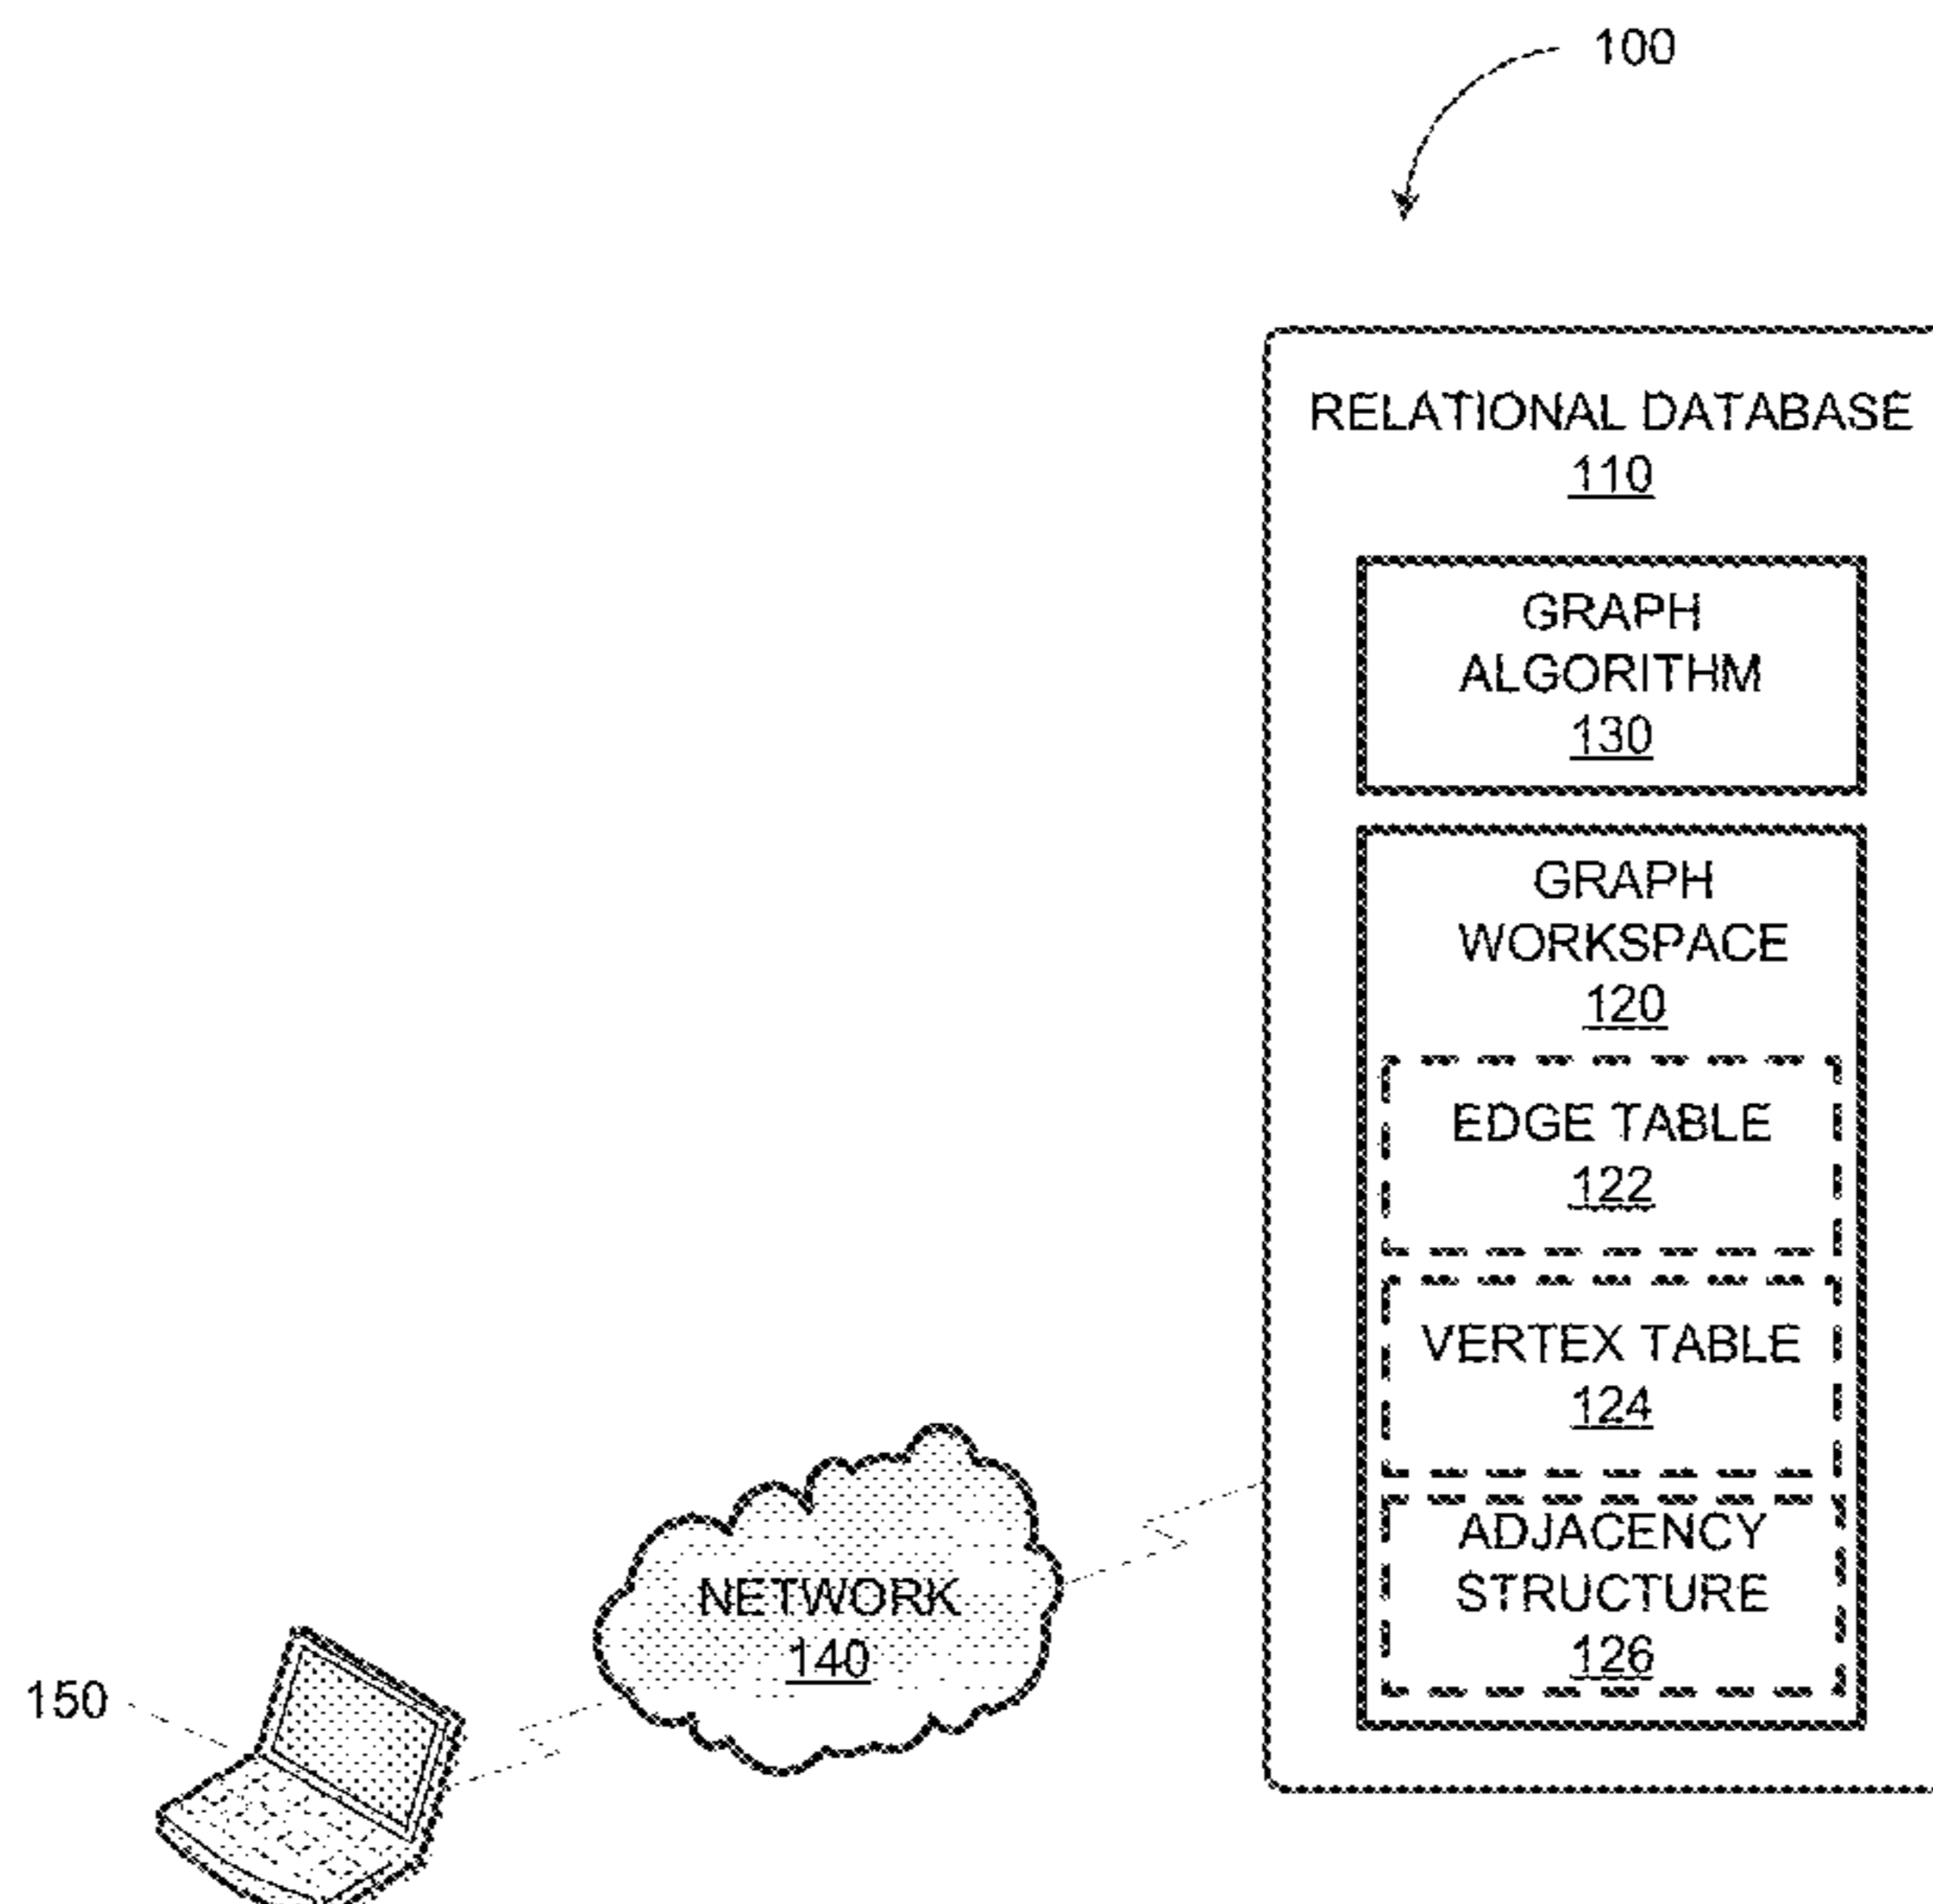 100
RELATIONAL DATABASE
110
GRAPH
ALGORITHM
130
GRAPH
WORKSPACE
120
EDGE TABLE
122
VERTEX TABLE
124
ADJACENCY
STRUCTURE
126
NETWORK
140
150